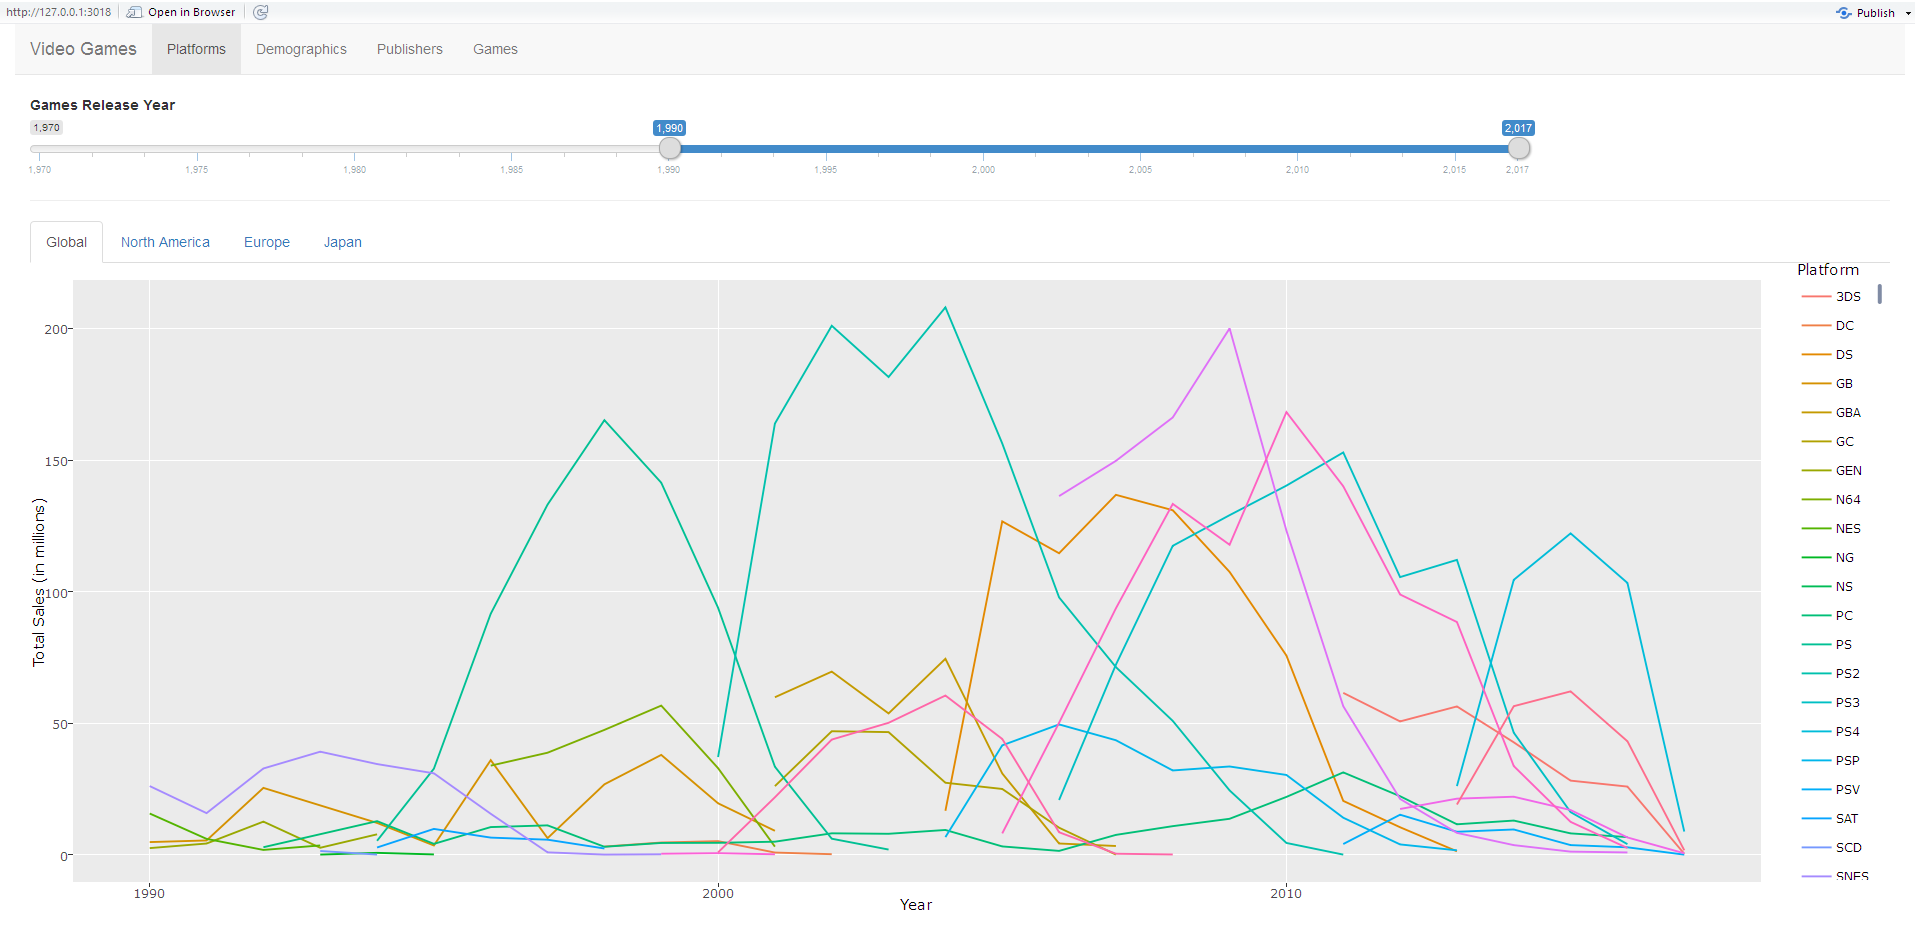 http://127.0.0.1:3018 Open in Browser Publish
Video Games Platforms Demographics Publishers Games
Games Release Year
1,970 1,990 2,017
1,970 1,975 1,980 1,985 1,990 1,995 2,000 2,005 2,010 2,015 2,017
Global North America Europe Japan
Platform
3DS
DC
DS
GB
GBA
GC
GEN
N64
NES
NG
NS
PC
PS
PS2
PS3
PS4
PSP
PSV
SAT
SCD
SNES
Total Sales (in millions)
200
150
100
50
0
1990 2000 2010
Year